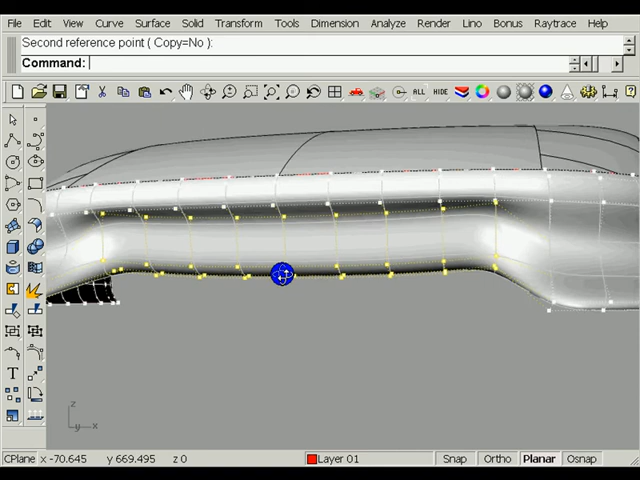 File Edit View Curve Surface Solid Transform Tools Dimension Analyze Render Lino Bonus Raytrace Help
Second reference point ( Copy=No ):
Command:
ALL HIDE
T
z
y x
CPlane x -70.645 y 669.495 z 0 Layer 01 Snap Ortho Planar Osnap